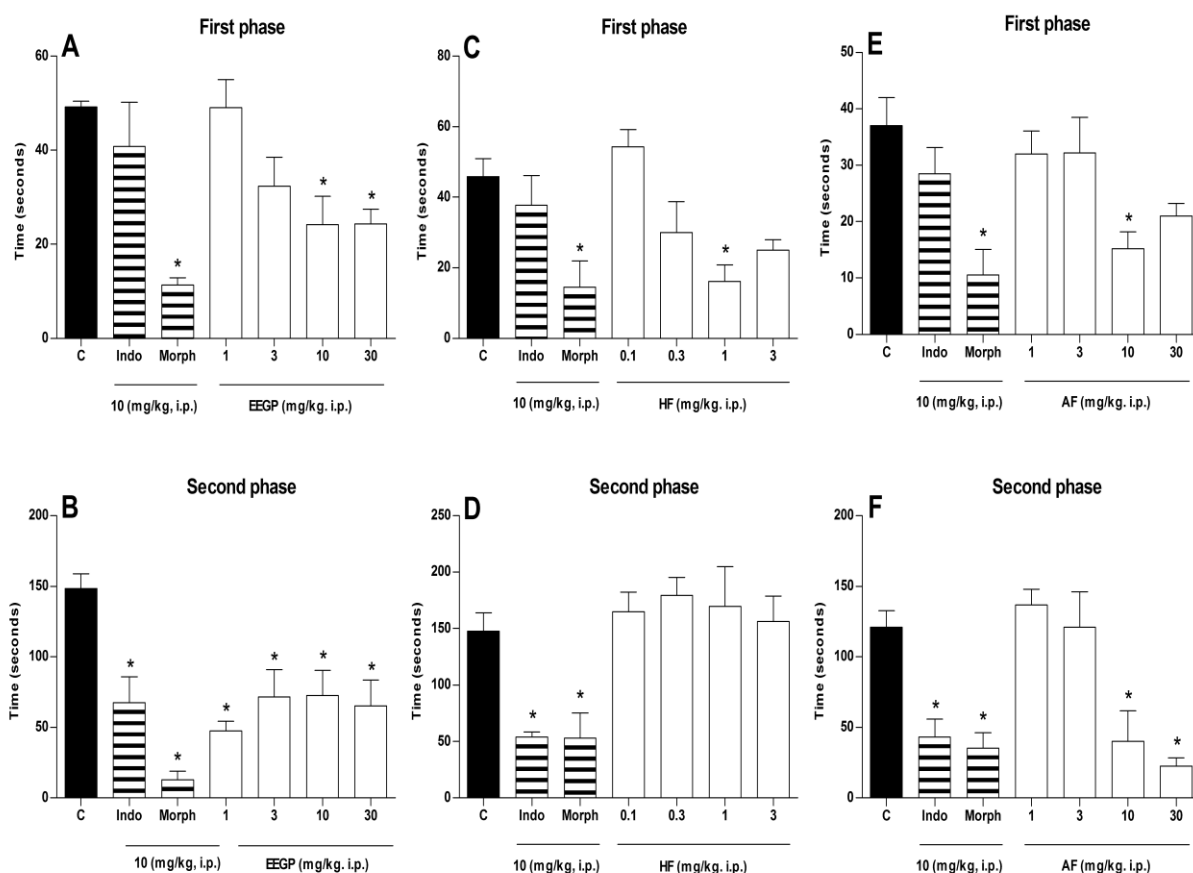 A
First phase
Time (seconds)
60
40
20
0
*
*
*
C Indo Morph 1 3 10 30
10 (mg/kg, i.p.) EEGP (mg/kg. i.p.)
C
First phase
Time (seconds)
80
60
40
20
0
*
*
C Indo Morph 0.1 0.3 1 3
10 (mg/kg, i.p.) HF (mg/kg. i.p.)
E
First phase
Time (seconds)
50
40
30
20
10
0
*
*
C Indo Morph 1 3 10 30
10 (mg/kg, i.p.) AF (mg/kg. i.p.)
B
Second phase
Time (seconds)
200
150
100
50
0
*
*
*
*
*
*
C Indo Morph 1 3 10 30
10 (mg/kg, i.p.) EEGP (mg/kg. i.p.)
D
Second phase
Time (seconds)
250
200
150
100
50
0
*
*
C Indo Morph 0.1 0.3 1 3
10 (mg/kg, i.p.) HF (mg/kg. i.p.)
F
Second phase
Time (seconds)
200
150
100
50
0
*
*
*
*
C Indo Morph 1 3 10 30
10 (mg/kg, i.p.) AF (mg/kg. i.p.)